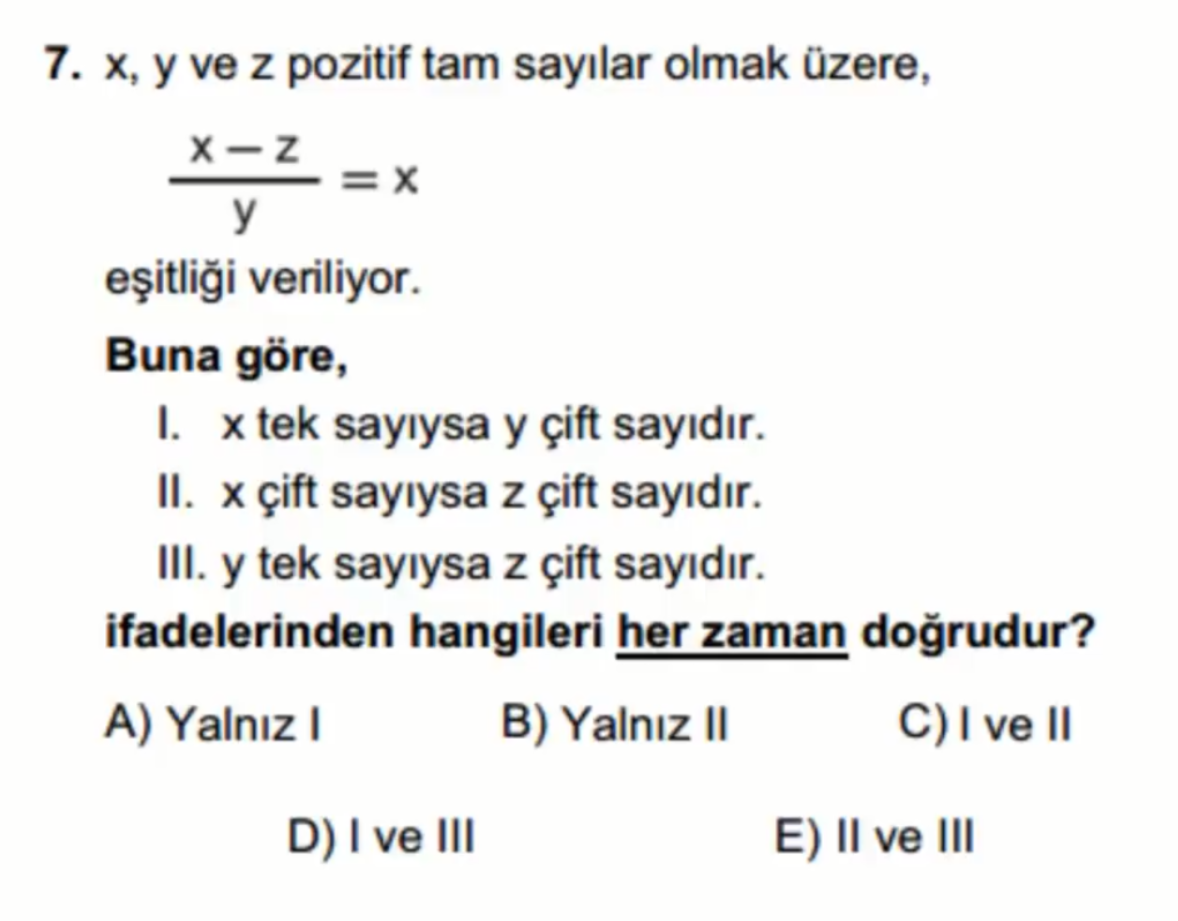 7. x, y ve z pozitif tam sayılar olmak üzere,
x − z
y
= x
eşitliği veriliyor.
Buna göre,
I. x tek sayıysa y çift sayıdır.
II. x çift sayıysa z çift sayıdır.
III. y tek sayıysa z çift sayıdır.
ifadelerinden hangileri her zaman doğrudur?
A) Yalnız I B) Yalnız II C) I ve II
D) I ve III E) II ve III